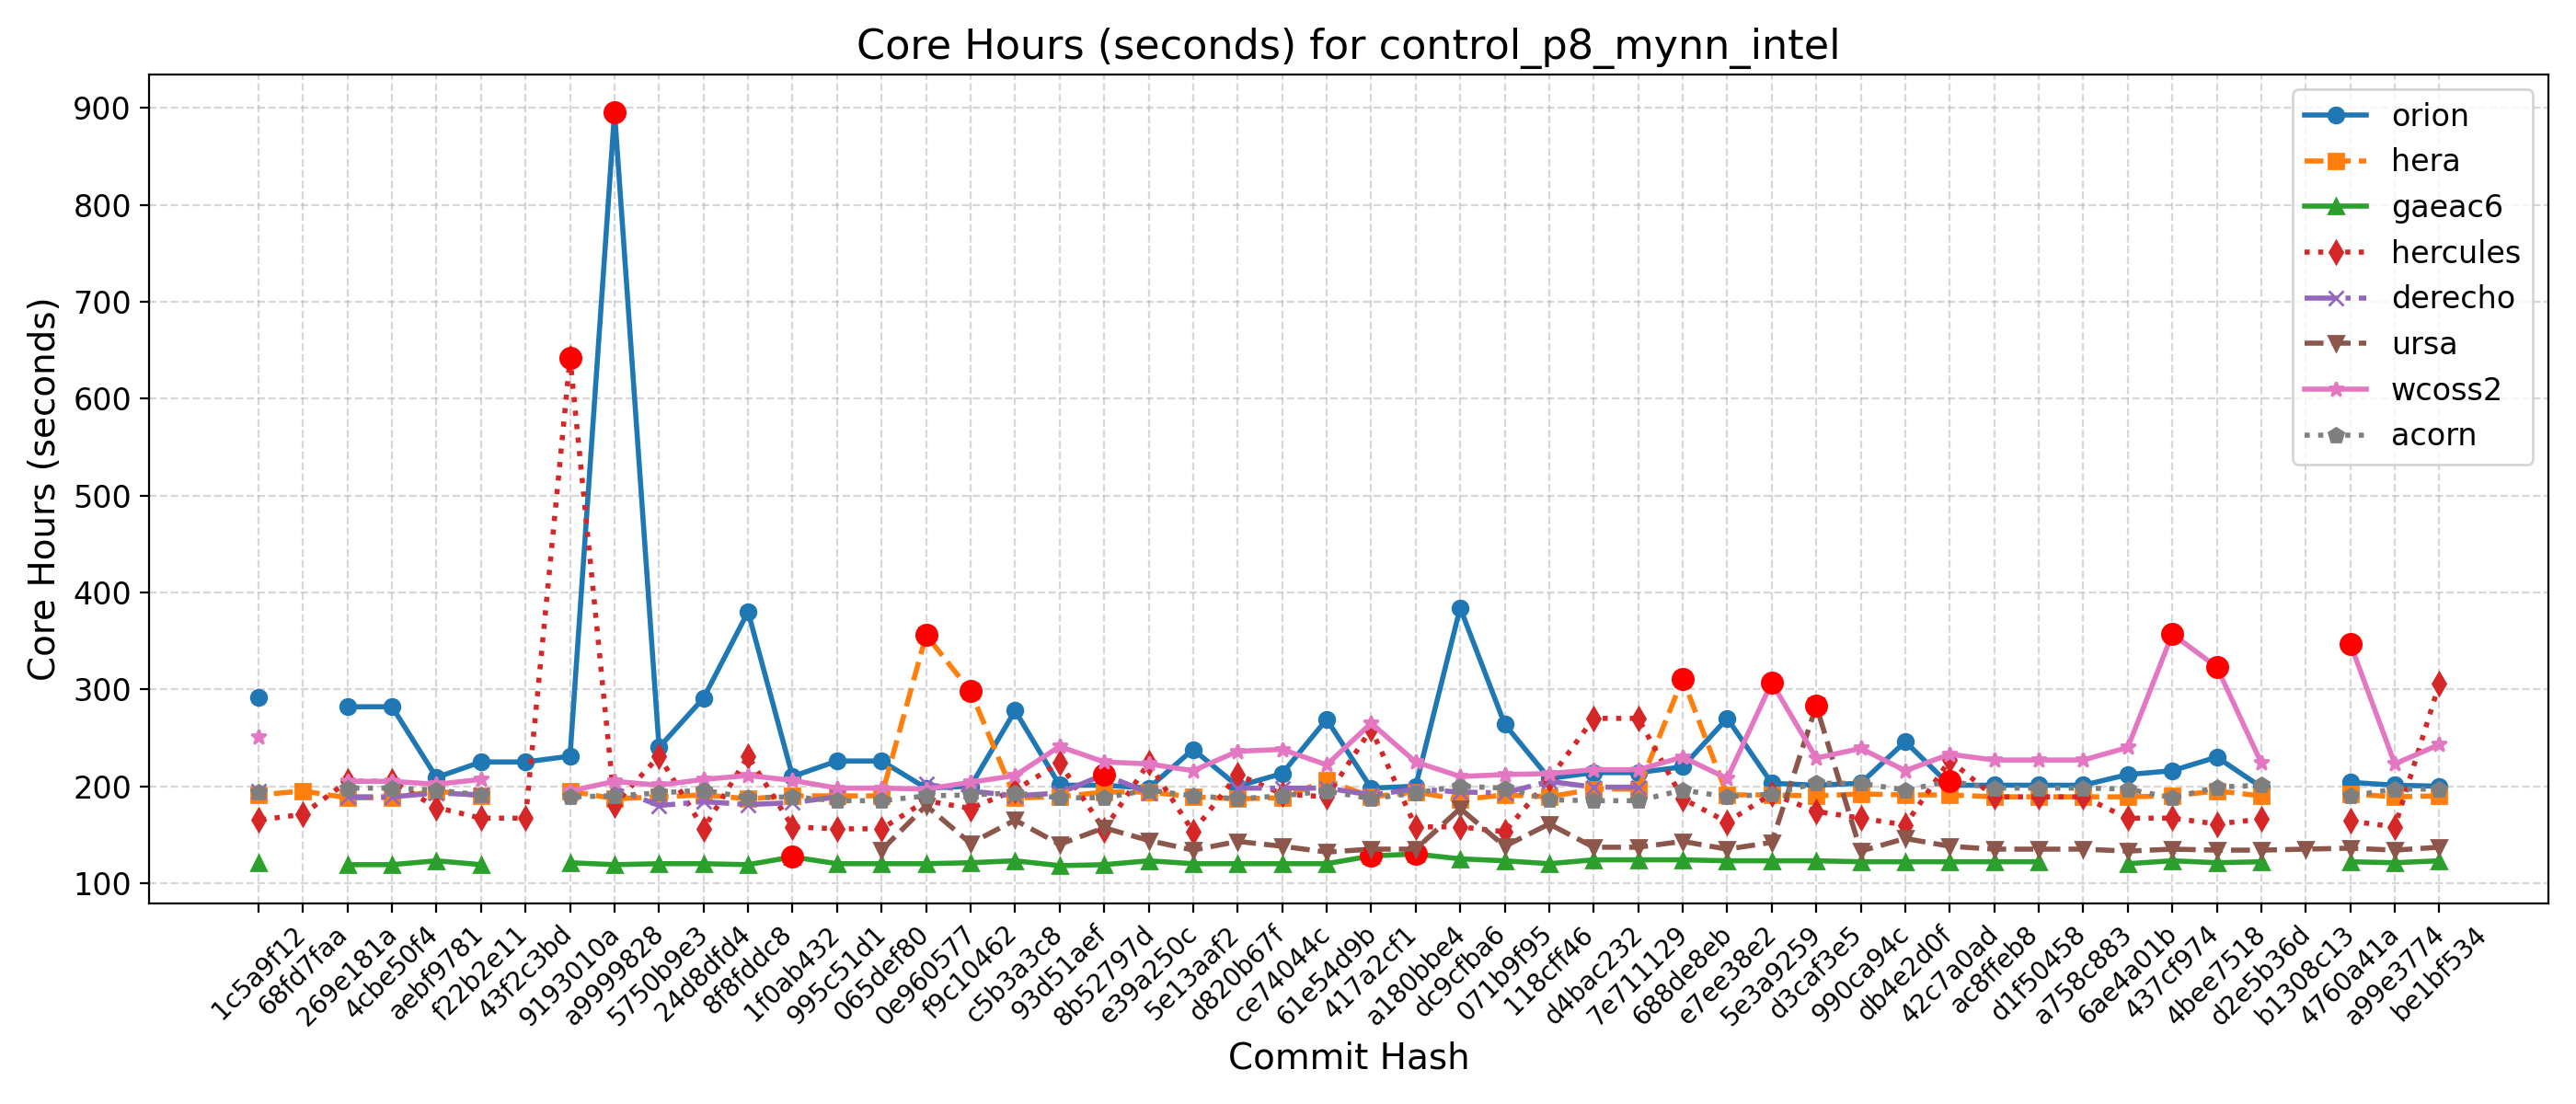 Core Hours (seconds) for control_p8_mynn_intel
Core Hours (seconds)
900
800
700
600
500
400
300
200
100
orion
hera
gaeac6
hercules
derecho
ursa
wcoss2
acorn
1c5a9f12
68fd7faa
269e181a
4cbe50f4
aebf9781
f22b2e11
43f2c3bd
9193010a
a9999828
5750b9e3
24d8dfd4
8f8fddc8
1f0ab432
995c51d1
065def80
0e960577
f9c10462
c5b3a3c8
93d51aef
8b52797d
e39a250c
5e13aaf2
d820b67f
ce74044c
61e54d9b
417a2cf1
a180bbe4
dc9cfba6
071b9f95
118cff46
d4bac232
7e711129
688de8eb
e7ee38e2
5e3a9259
d3caf3e5
990ca94c
db4e2d0f
42c7a0ad
ac8ffeb8
d1f50458
a758c883
6ae4a01b
437cf974
4bee7518
d2e5b36d
b1308c13
4760a41a
a99e3774
be1bf534
Commit Hash